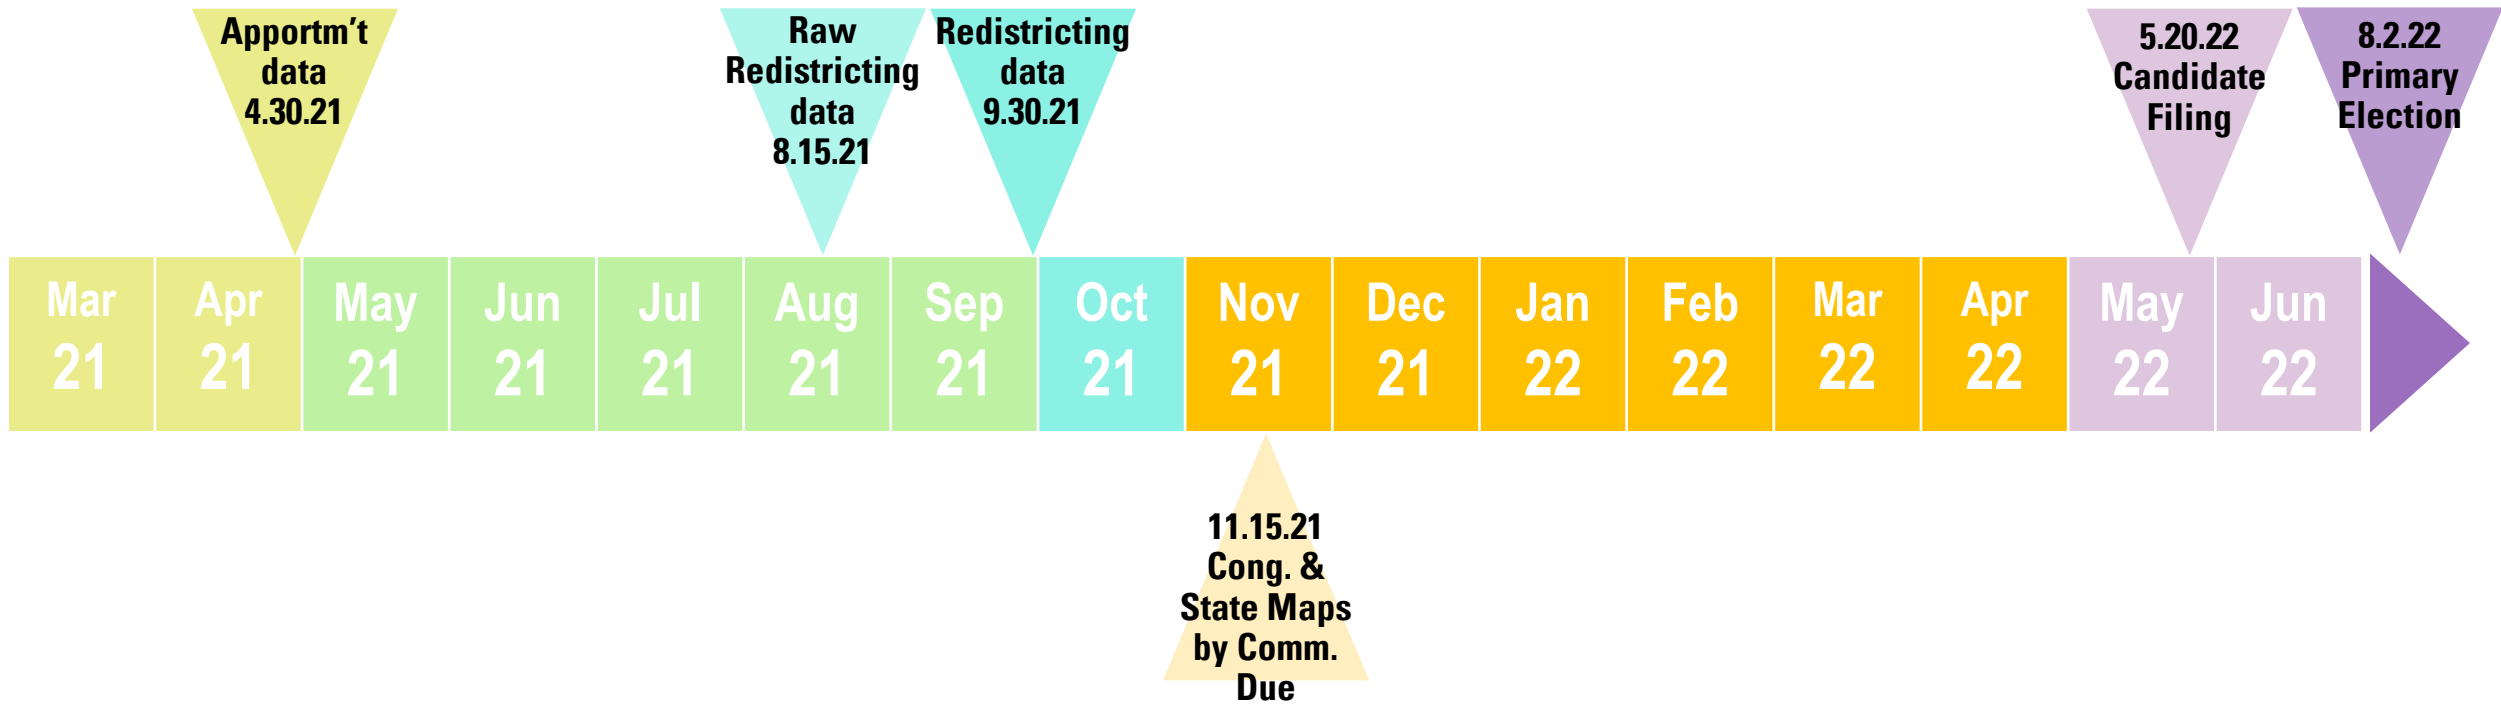 Apportm't
data
4.30.21
Raw
Redistricting
data
8.15.21
Redistricting
data
9.30.21
5.20.22
Candidate
Filing
8.2.22
Primary
Election
Mar
21
Apr
21
May
21
Jun
21
Jul
21
Aug
21
Sep
21
Oct
21
Nov
21
Dec
21
Jan
22
Feb
22
Mar
22
Apr
22
May
22
Jun
22
11.15.21
Cong. &
State Maps
by Comm.
Due